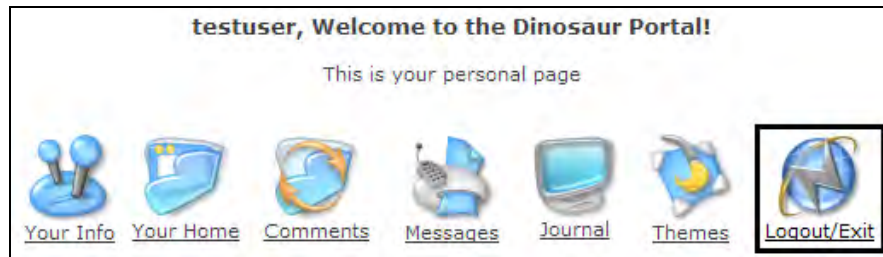 testuser, Welcome to the Dinosaur Portal!
This is your personal page
Your Info Your Home Comments Messages Journal Themes Logout/Exit